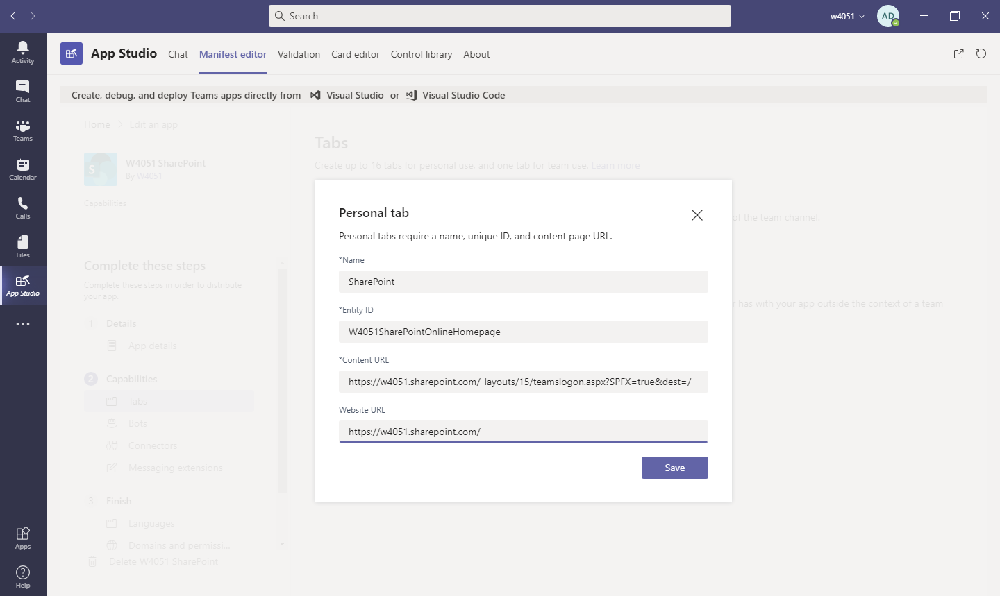 Search
w4051
AD
Activity
Chat
Teams
Calendar
Calls
Files
App Studio
Apps
Help
App Studio
Chat
Manifest editor
Validation
Card editor
Control library
About
Create, debug, and deploy Teams apps directly from Visual Studio or Visual Studio Code
Home
Edit an app
S
W4051 SharePoint
By W4051
Capabilities
Complete these steps
Complete these steps in order to distribute
your app.
1 Details
App details
2 Capabilities
Tabs
Bots
Connectors
Messaging extensions
3 Finish
Languages
Domains and permissi...
Delete W4051 SharePoint
Tabs
Create up to 16 tabs for personal use, and one tab for team use. Learn more
of the team channel.
r has with your app outside the context of a team
Personal tab
Personal tabs require a name, unique ID, and content page URL.
*Name
SharePoint
*Entity ID
W4051SharePointOnlineHomepage
*Content URL
https://w4051.sharepoint.com/_layouts/15/teamslogon.aspx?SPFX=true&dest=/
Website URL
https://w4051.sharepoint.com/
Save